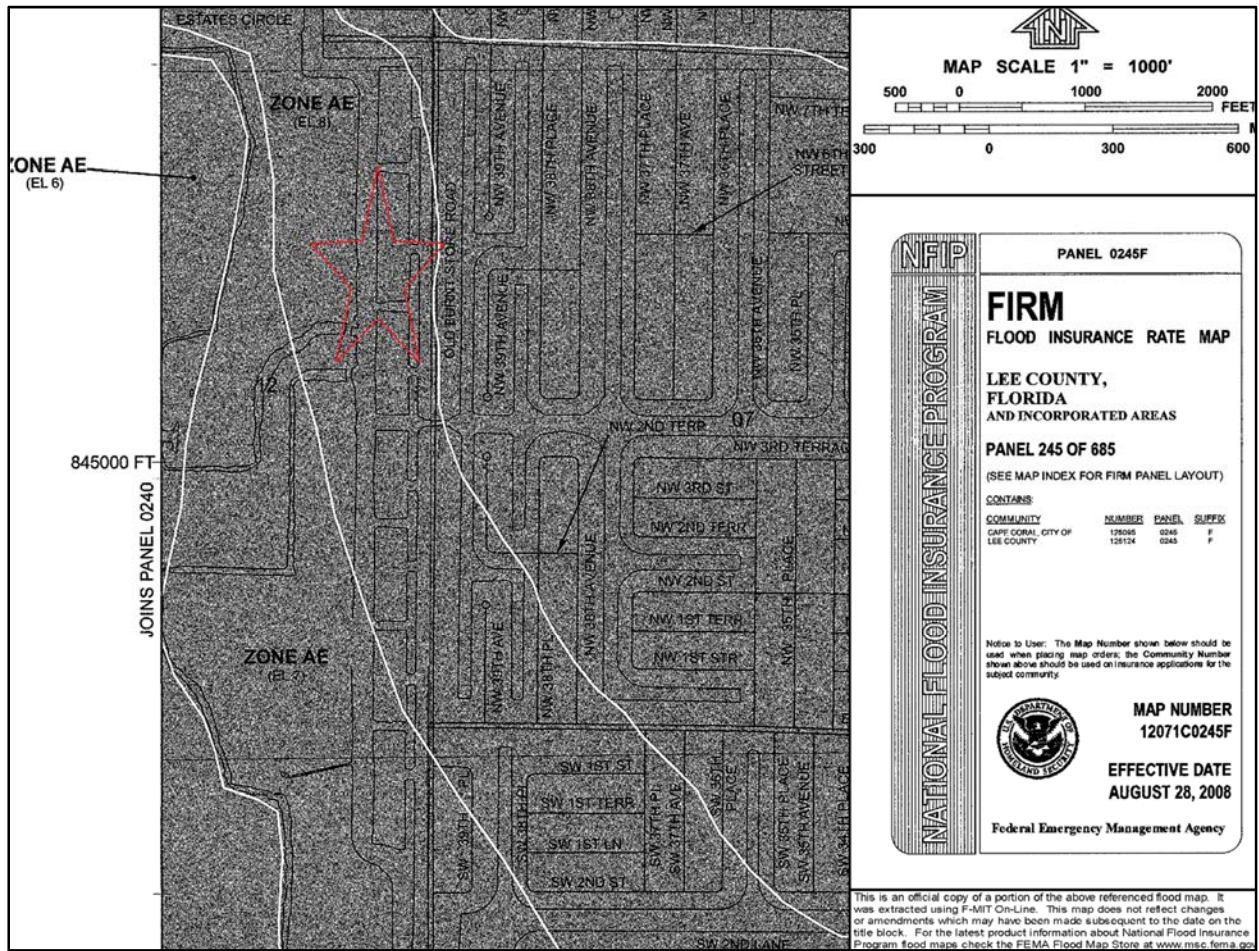 ESTATES CIRCLE
ZONE AE
(EL 8)
ZONE AE
(EL 6)
12
845000 FT
JOINS PANEL 0240
ZONE AE
OLD BURNT STORE ROAD
NW 39TH AVENUE
NW 38TH PLACE
NW 38TH AVENUE
NW 37TH PLACE
NW 37TH AVE
NW 36TH PLACE
NW 7TH TE
NW 6TH
STREET
NW 39TH AVENUE
NW 36TH AVENUE
NW 35TH PL
07
NW 2ND TERR
NW 3RD TERRAC
NW 3RD ST
NW 2ND TERR
NW 2ND ST
NW 1ST TERR
NW 1ST STR
NW 38TH AVENUE
NW 35TH PLACE
NW 39TH AVE
NW 38TH PL
SW 1ST ST
SW 1ST TERR
SW 1ST LN
SW 2ND ST
SW 39TH PL
SW 38TH PL
SW 37TH PL
SW 37TH AVE
SW 36TH
PLACE
SW 35TH PLACE
SW 35TH AVENUE
SW 34TH PLACE
SW 2ND LANE
N
MAP SCALE 1" = 1000'
500 0 1000 2000
FEET
300 0 300 600
NFIP
NATIONAL FLOOD INSURANCE PROGRAM
PANEL 0245F
FIRM
FLOOD INSURANCE RATE MAP
LEE COUNTY,
FLORIDA
AND INCORPORATED AREAS
PANEL 245 OF 685
(SEE MAP INDEX FOR FIRM PANEL LAYOUT)
CONTAINS:
COMMUNITY NUMBER PANEL SUFFIX
CAPE CORAL, CITY OF 125095 0245 F
LEE COUNTY 125124 0245 F
Notice to User: The Map Number shown below should be
used when placing map orders; the Community Number
shown above should be used on insurance applications for the
subject community.
U.S. DEPARTMENT OF
HOMELAND SECURITY
MAP NUMBER
12071C0245F
EFFECTIVE DATE
AUGUST 28, 2008
Federal Emergency Management Agency
This is an official copy of a portion of the above referenced flood map. It
was extracted using F-MIT On-Line. This map does not reflect changes
or amendments which may have been made subsequent to the date on the
title block. For the latest product information about National Flood Insurance
Program flood maps check the FEMA Flood Map Store at www.msc.fema.go